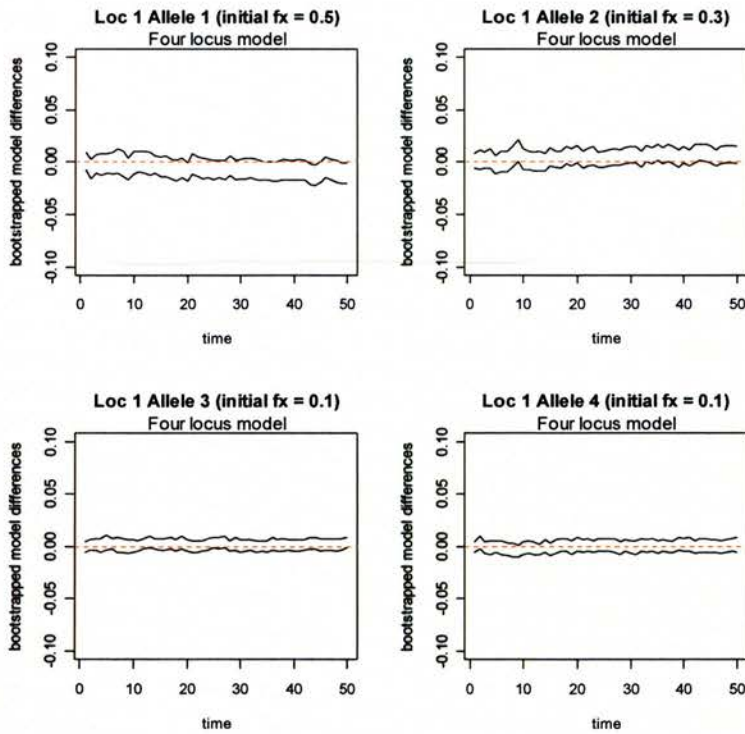 Loc 1 Allele 1 (initial fx = 0.5)
Four locus model
bootstrapped model differences
0.10
0.05
0.00
-0.05
-0.10
0 10 20 30 40 50
time
Loc 1 Allele 2 (initial fx = 0.3)
Four locus model
bootstrapped model differences
0.10
0.05
0.00
-0.05
-0.10
0 10 20 30 40 50
time
Loc 1 Allele 3 (initial fx = 0.1)
Four locus model
bootstrapped model differences
0.10
0.05
0.00
-0.05
-0.10
0 10 20 30 40 50
time
Loc 1 Allele 4 (initial fx = 0.1)
Four locus model
bootstrapped model differences
0.10
0.05
0.00
-0.05
-0.10
0 10 20 30 40 50
time